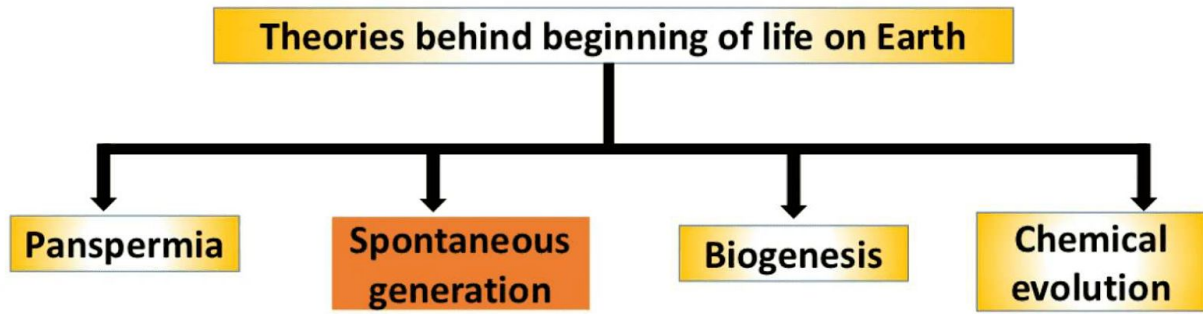 Theories behind beginning of life on Earth
Panspermia
Spontaneous
generation
Biogenesis
Chemical
evolution